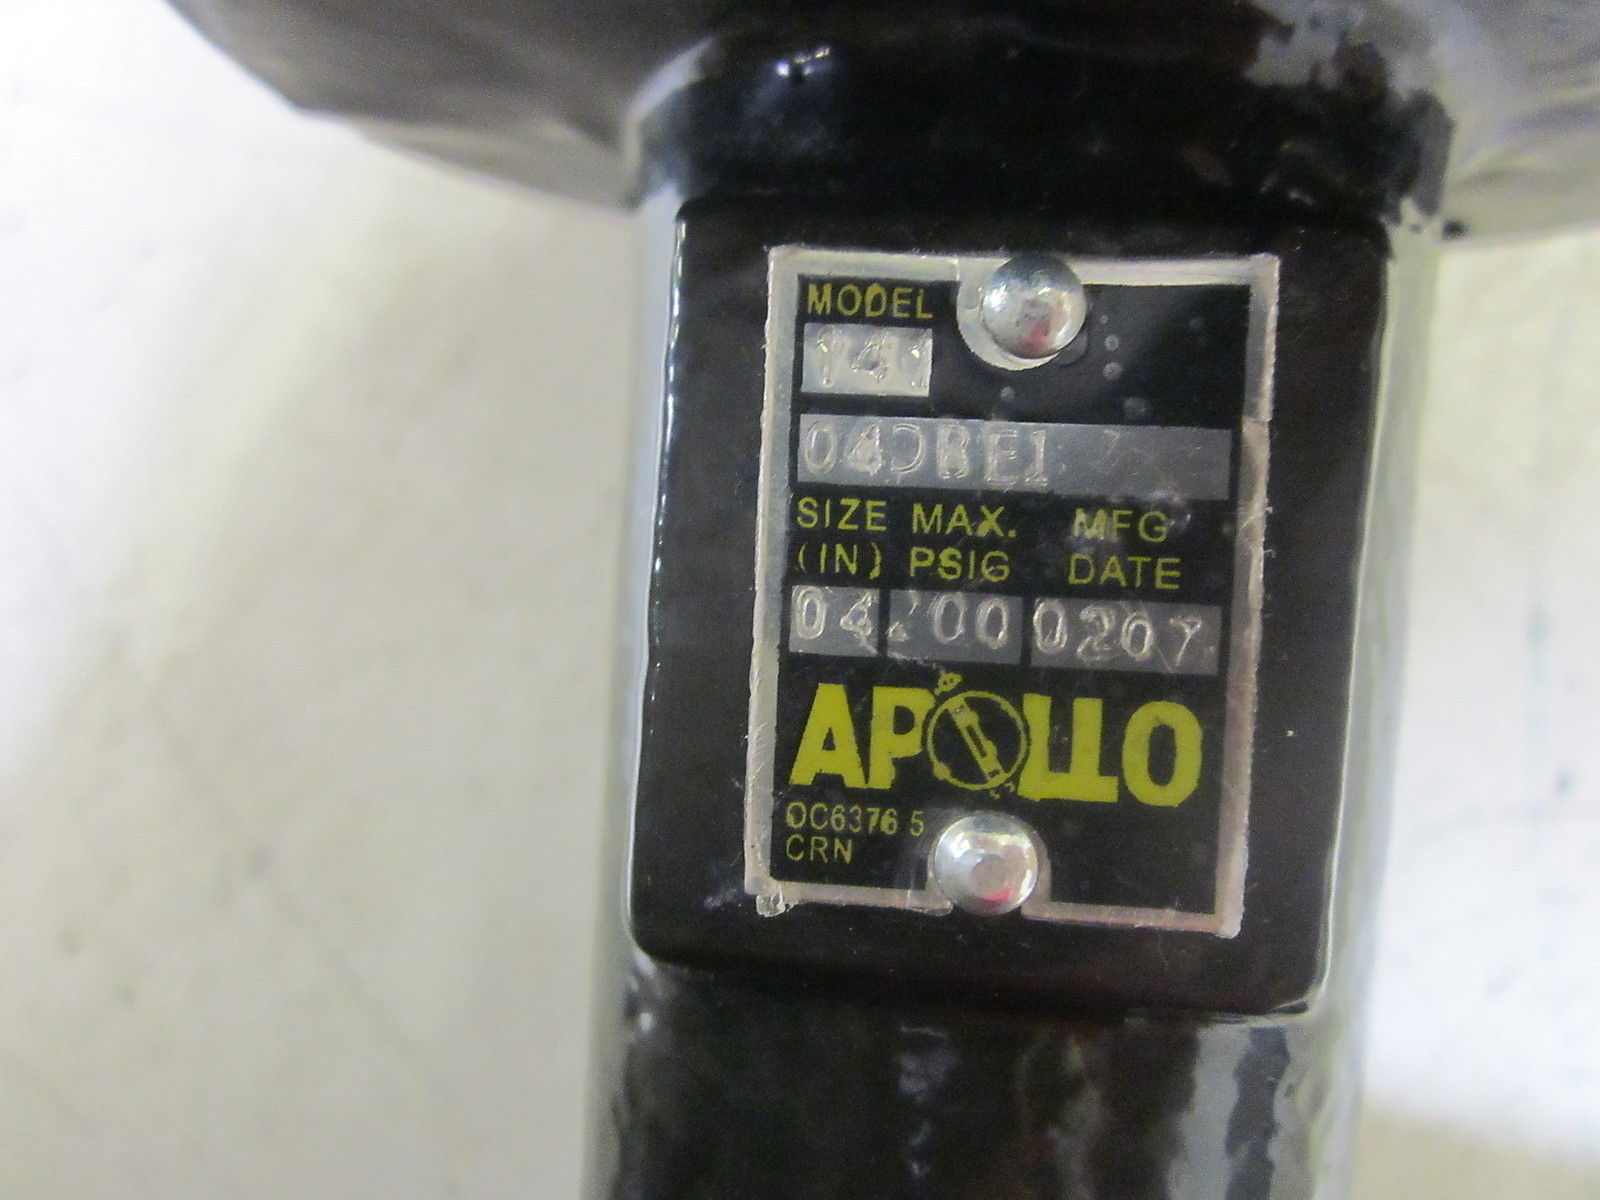 MODEL
141
04DBE1
SIZE MAX. MFG
(IN) PSIG DATE
04 200 0207
APOLLO
OC6376 5
CRN